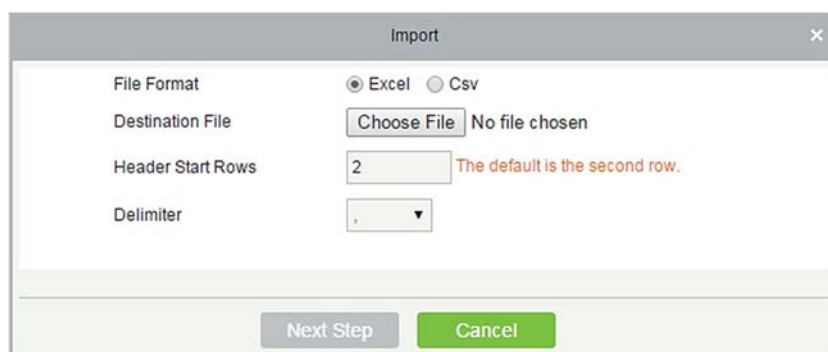 Import
File Format Excel Csv
Destination File Choose File No file chosen
Header Start Rows 2 The default is the second row.
Delimiter ,
Next Step Cancel